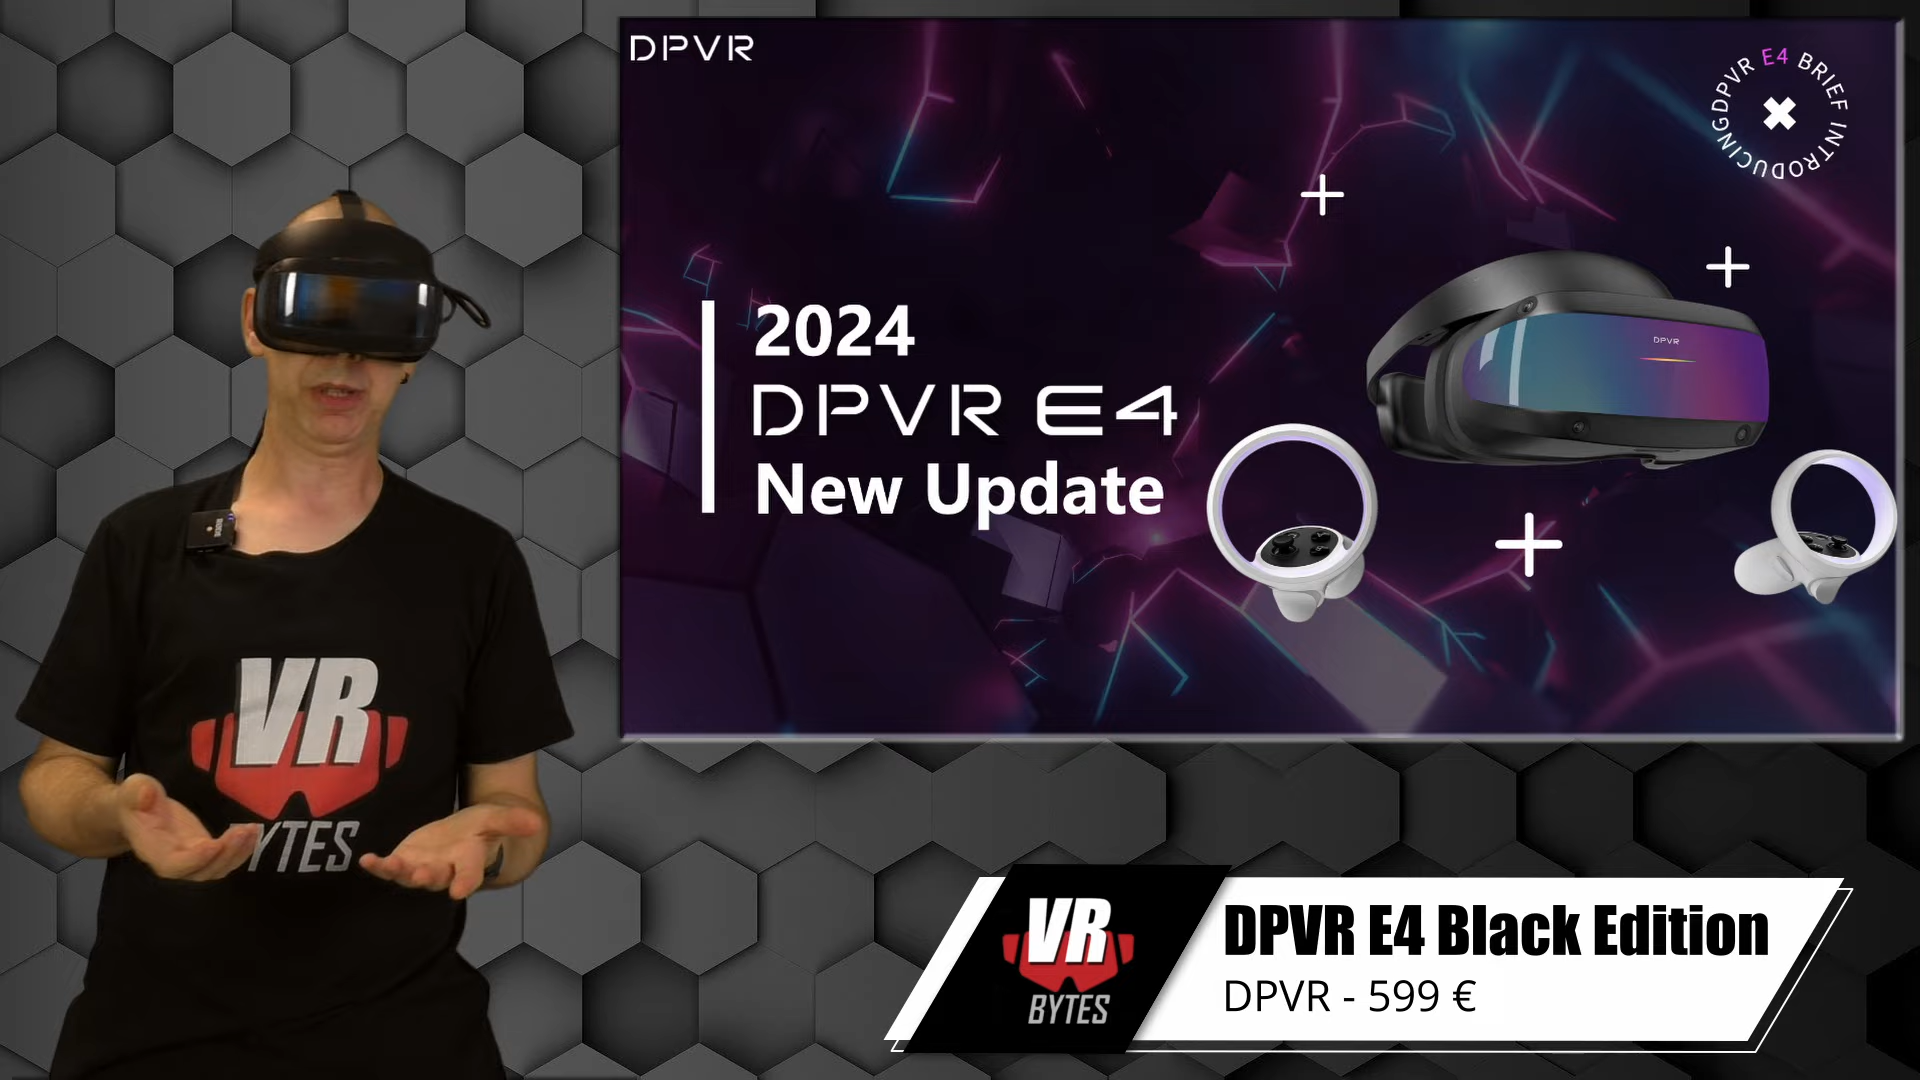 DPVR
DPVR E4 BRIEF INTRODUCING
2024
DPVR E4
New Update
DPVR
VR
BYTES
VR
BYTES
DPVR E4 Black Edition
DPVR - 599 €